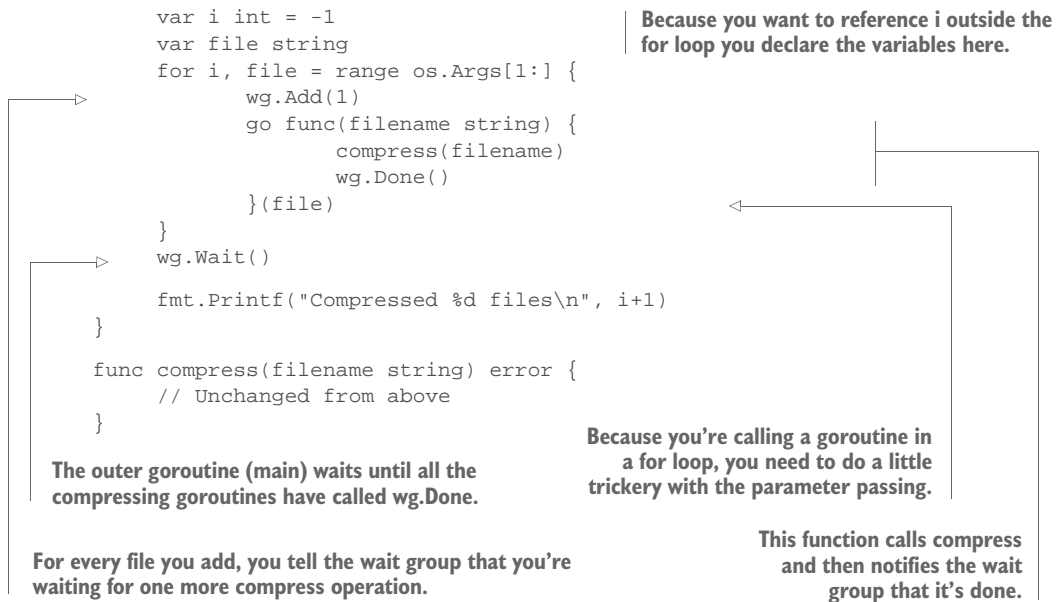 var i int = -1
Because you want to reference i outside the
for loop you declare the variables here.
var file string
for i, file = range os.Args[1:] {
wg.Add(1)
go func(filename string) {
compress(filename)
wg.Done()
}(file)
}
wg.Wait()
fmt.Printf("Compressed %d files\n", i+1)
}
func compress(filename string) error {
// Unchanged from above
}
Because you're calling a goroutine in
a for loop, you need to do a little
trickery with the parameter passing.
The outer goroutine (main) waits until all the
compressing goroutines have called wg.Done.
This function calls compress
and then notifies the wait
group that it's done.
For every file you add, you tell the wait group that you're
waiting for one more compress operation.